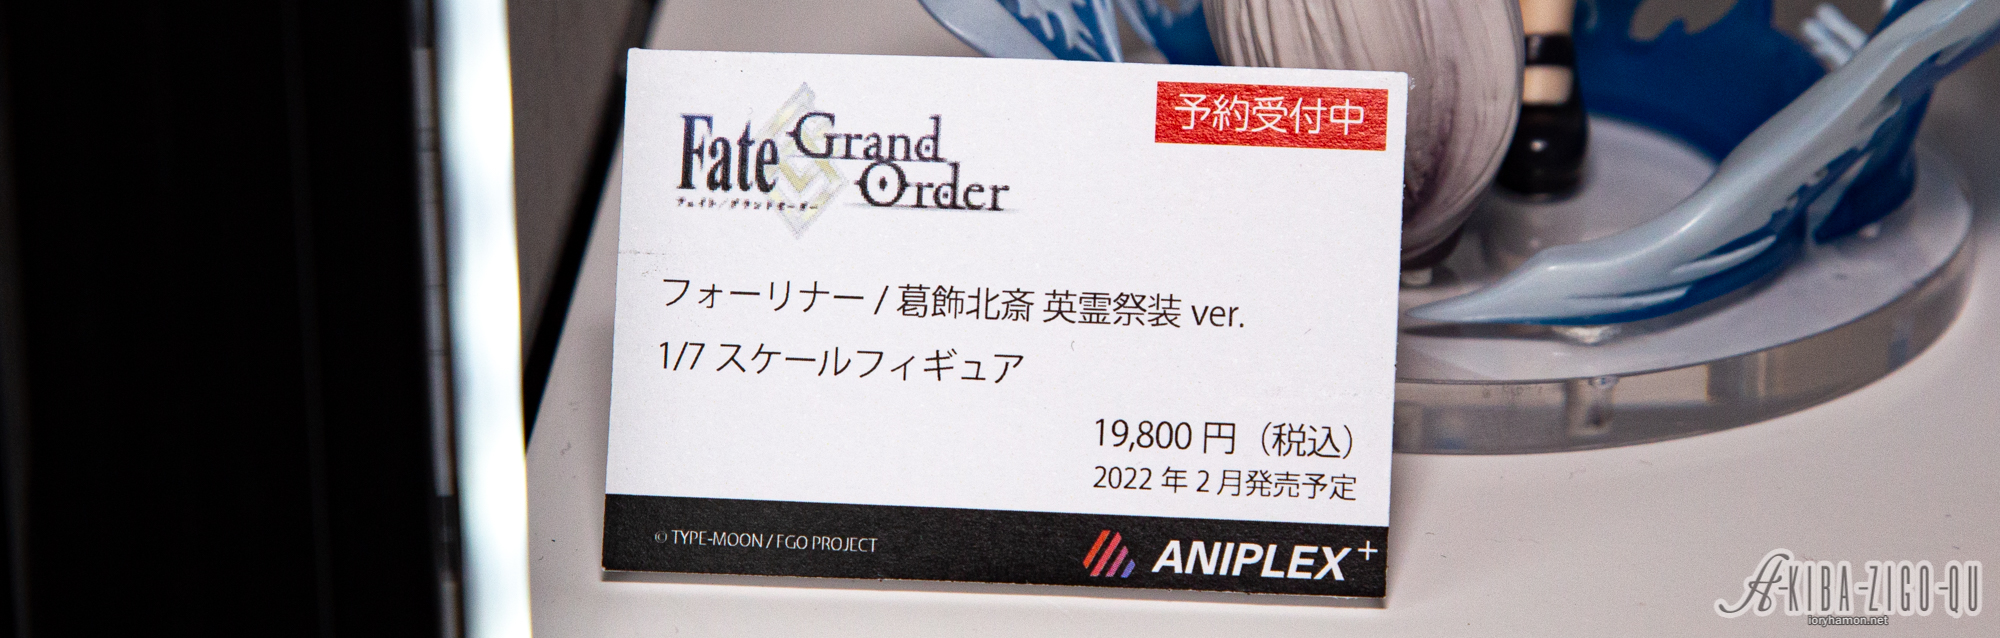 予約受付中
Fate Grand Order
フェイト/グランドオーダー
フォーリナー / 葛飾北斎 英霊祭装 ver.
1/7 スケールフィギュア
19,800 円（税込）
2022 年 2 月発売予定
© TYPE-MOON / FGO PROJECT
ANIPLEX+
A-KIBA-ZIGO-QU
ioryhamon.net